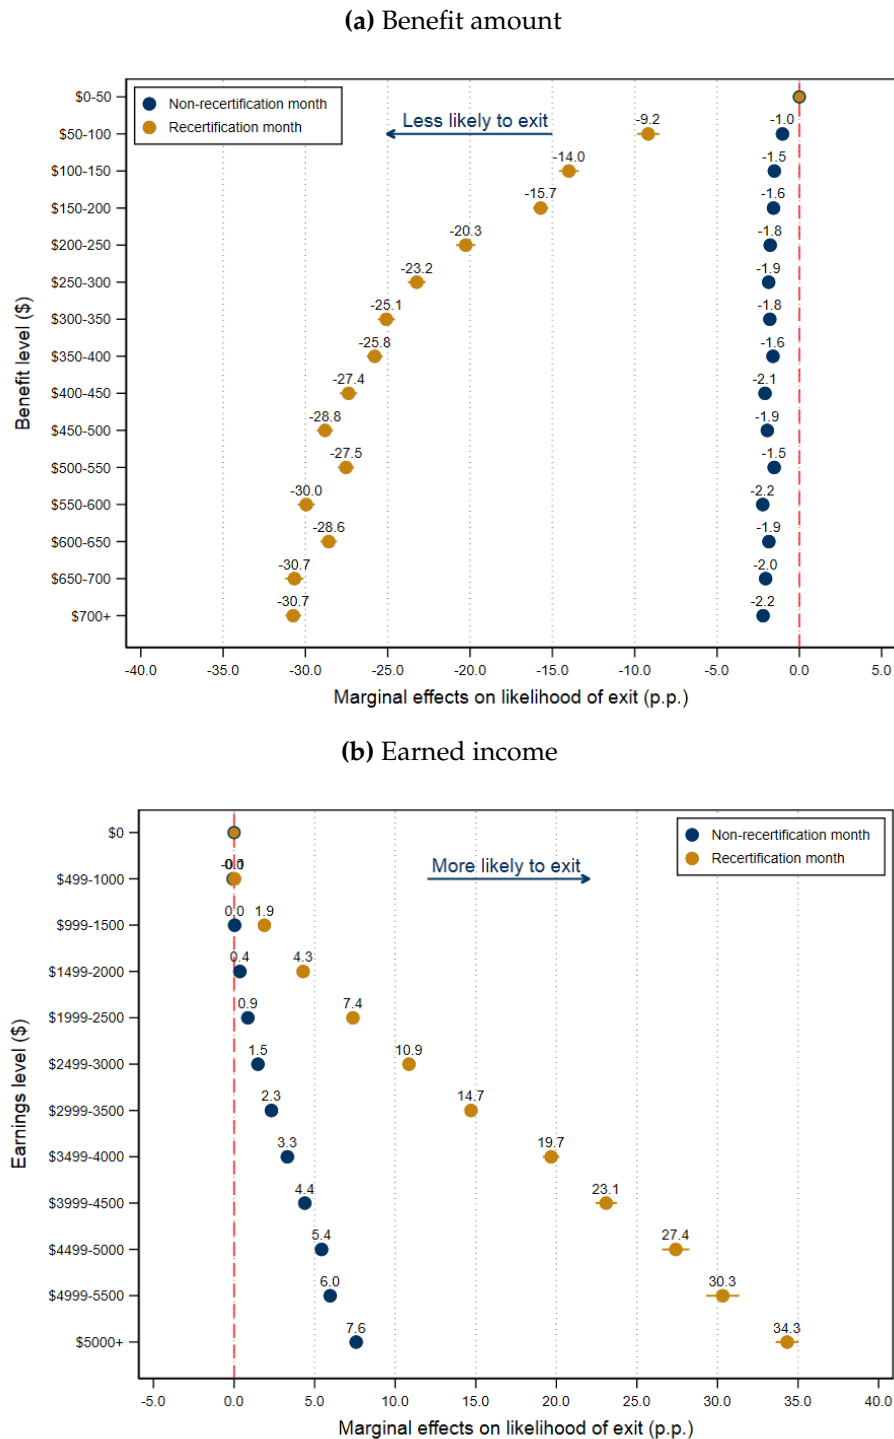 (a) Benefit amount
Non-recertification month
Recertification month
Less likely to exit
Benefit level ($)
$0-50
$50-100 -9.2 -1.0
$100-150 -14.0 -1.5
$150-200 -15.7 -1.6
$200-250 -20.3 -1.8
$250-300 -23.2 -1.9
$300-350 -25.1 -1.8
$350-400 -25.8 -1.6
$400-450 -27.4 -2.1
$450-500 -28.8 -1.9
$500-550 -27.5 -1.5
$550-600 -30.0 -2.2
$600-650 -28.6 -1.9
$650-700 -30.7 -2.0
$700+ -30.7 -2.2
-40.0 -35.0 -30.0 -25.0 -20.0 -15.0 -10.0 -5.0 0.0 5.0
Marginal effects on likelihood of exit (p.p.)
(b) Earned income
Non-recertification month
Recertification month
More likely to exit
Earnings level ($)
$0
$499-1000
$999-1500 0.0 1.9
$1499-2000 0.4 4.3
$1999-2500 0.9 7.4
$2499-3000 1.5 10.9
$2999-3500 2.3 14.7
$3499-4000 3.3 19.7
$3999-4500 4.4 23.1
$4499-5000 5.4 27.4
$4999-5500 6.0 30.3
$5000+ 7.6 34.3
-5.0 0.0 5.0 10.0 15.0 20.0 25.0 30.0 35.0 40.0
Marginal effects on likelihood of exit (p.p.)